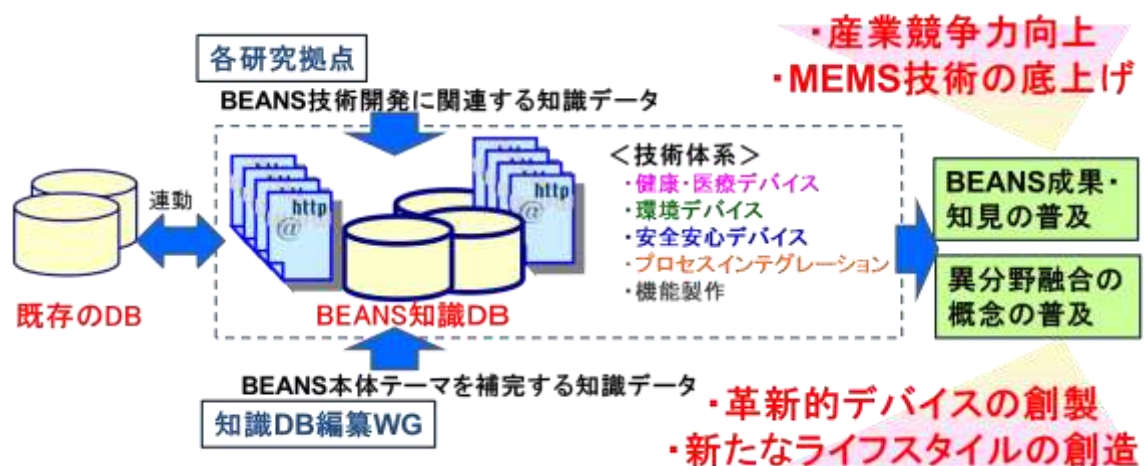 各研究拠点
BEANS技術開発に関連する知識データ
・産業競争力向上
・MEMS技術の底上げ
連動
http
@
http
@
既存のDB
BEANS知識DB
＜技術体系＞
・健康・医療デバイス
・環境デバイス
・安全安心デバイス
・プロセスインテグレーション
・機能製作
BEANS成果・
知見の普及
異分野融合の
概念の普及
BEANS本体テーマを補完する知識データ
知識DB編纂WG
・革新的デバイスの創製
・新たなライフスタイルの創造